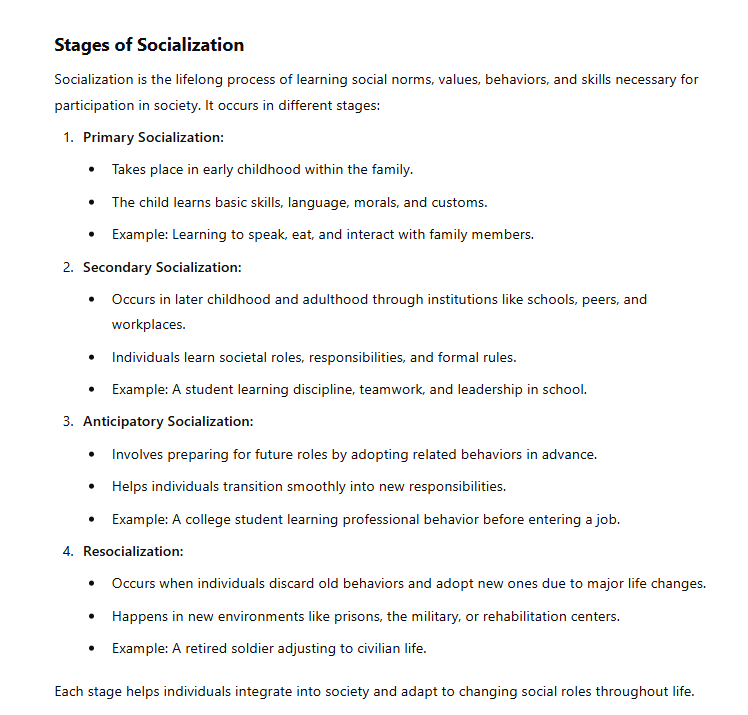 Stages of Socialization
Socialization is the lifelong process of learning social norms, values, behaviors, and skills necessary for
participation in society. It occurs in different stages:
1. Primary Socialization:
• Takes place in early childhood within the family.
• The child learns basic skills, language, morals, and customs.
• Example: Learning to speak, eat, and interact with family members.
2. Secondary Socialization:
• Occurs in later childhood and adulthood through institutions like schools, peers, and
workplaces.
• Individuals learn societal roles, responsibilities, and formal rules.
• Example: A student learning discipline, teamwork, and leadership in school.
3. Anticipatory Socialization:
• Involves preparing for future roles by adopting related behaviors in advance.
• Helps individuals transition smoothly into new responsibilities.
• Example: A college student learning professional behavior before entering a job.
4. Resocialization:
• Occurs when individuals discard old behaviors and adopt new ones due to major life changes.
• Happens in new environments like prisons, the military, or rehabilitation centers.
• Example: A retired soldier adjusting to civilian life.
Each stage helps individuals integrate into society and adapt to changing social roles throughout life.